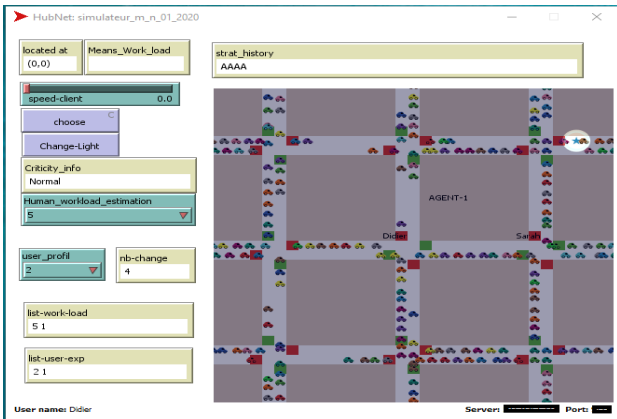 HubNet: simulateur_m_n_01_2020
located at
(0,0)
Means_Work_load
strat_history
AAAA
speed-client 0.0
choose C
Change-Light
Criticity_info
Normal
Human_workload_estimation
5
user_profil
2
nb-change
4
list-work-load
5 1
list-user-exp
2 1
AGENT-1
Didier
Sarah
User name: Didier
Server:
Port: